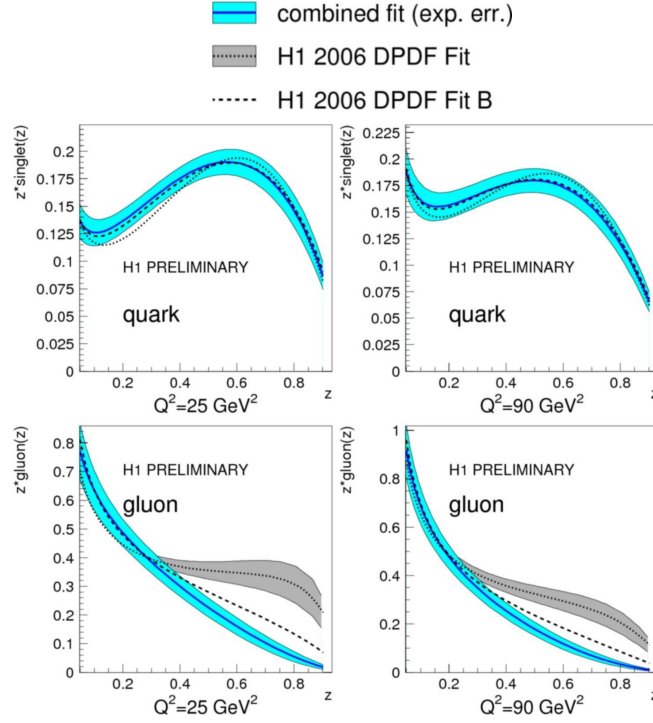 combined fit (exp. err.)
H1 2006 DPDF Fit
H1 2006 DPDF Fit B
z*singlet(z)
0.2
0.175
0.15
0.125
0.1
0.075
0.05
0.025
0
H1 PRELIMINARY
quark
0.2 0.4 0.6 0.8
Q²=25 GeV² z
z*singlet(z)
0.225
0.2
0.175
0.15
0.125
0.1
0.075
0.05
0.025
0
H1 PRELIMINARY
quark
0.2 0.4 0.6 0.8
Q²=90 GeV² z
z*gluon(z)
0.8
0.7
0.6
0.5
0.4
0.3
0.2
0.1
0
H1 PRELIMINARY
gluon
0.2 0.4 0.6 0.8
Q²=25 GeV² z
z*gluon(z)
1
0.8
0.6
0.4
0.2
0
H1 PRELIMINARY
gluon
0.2 0.4 0.6 0.8
Q²=90 GeV² z